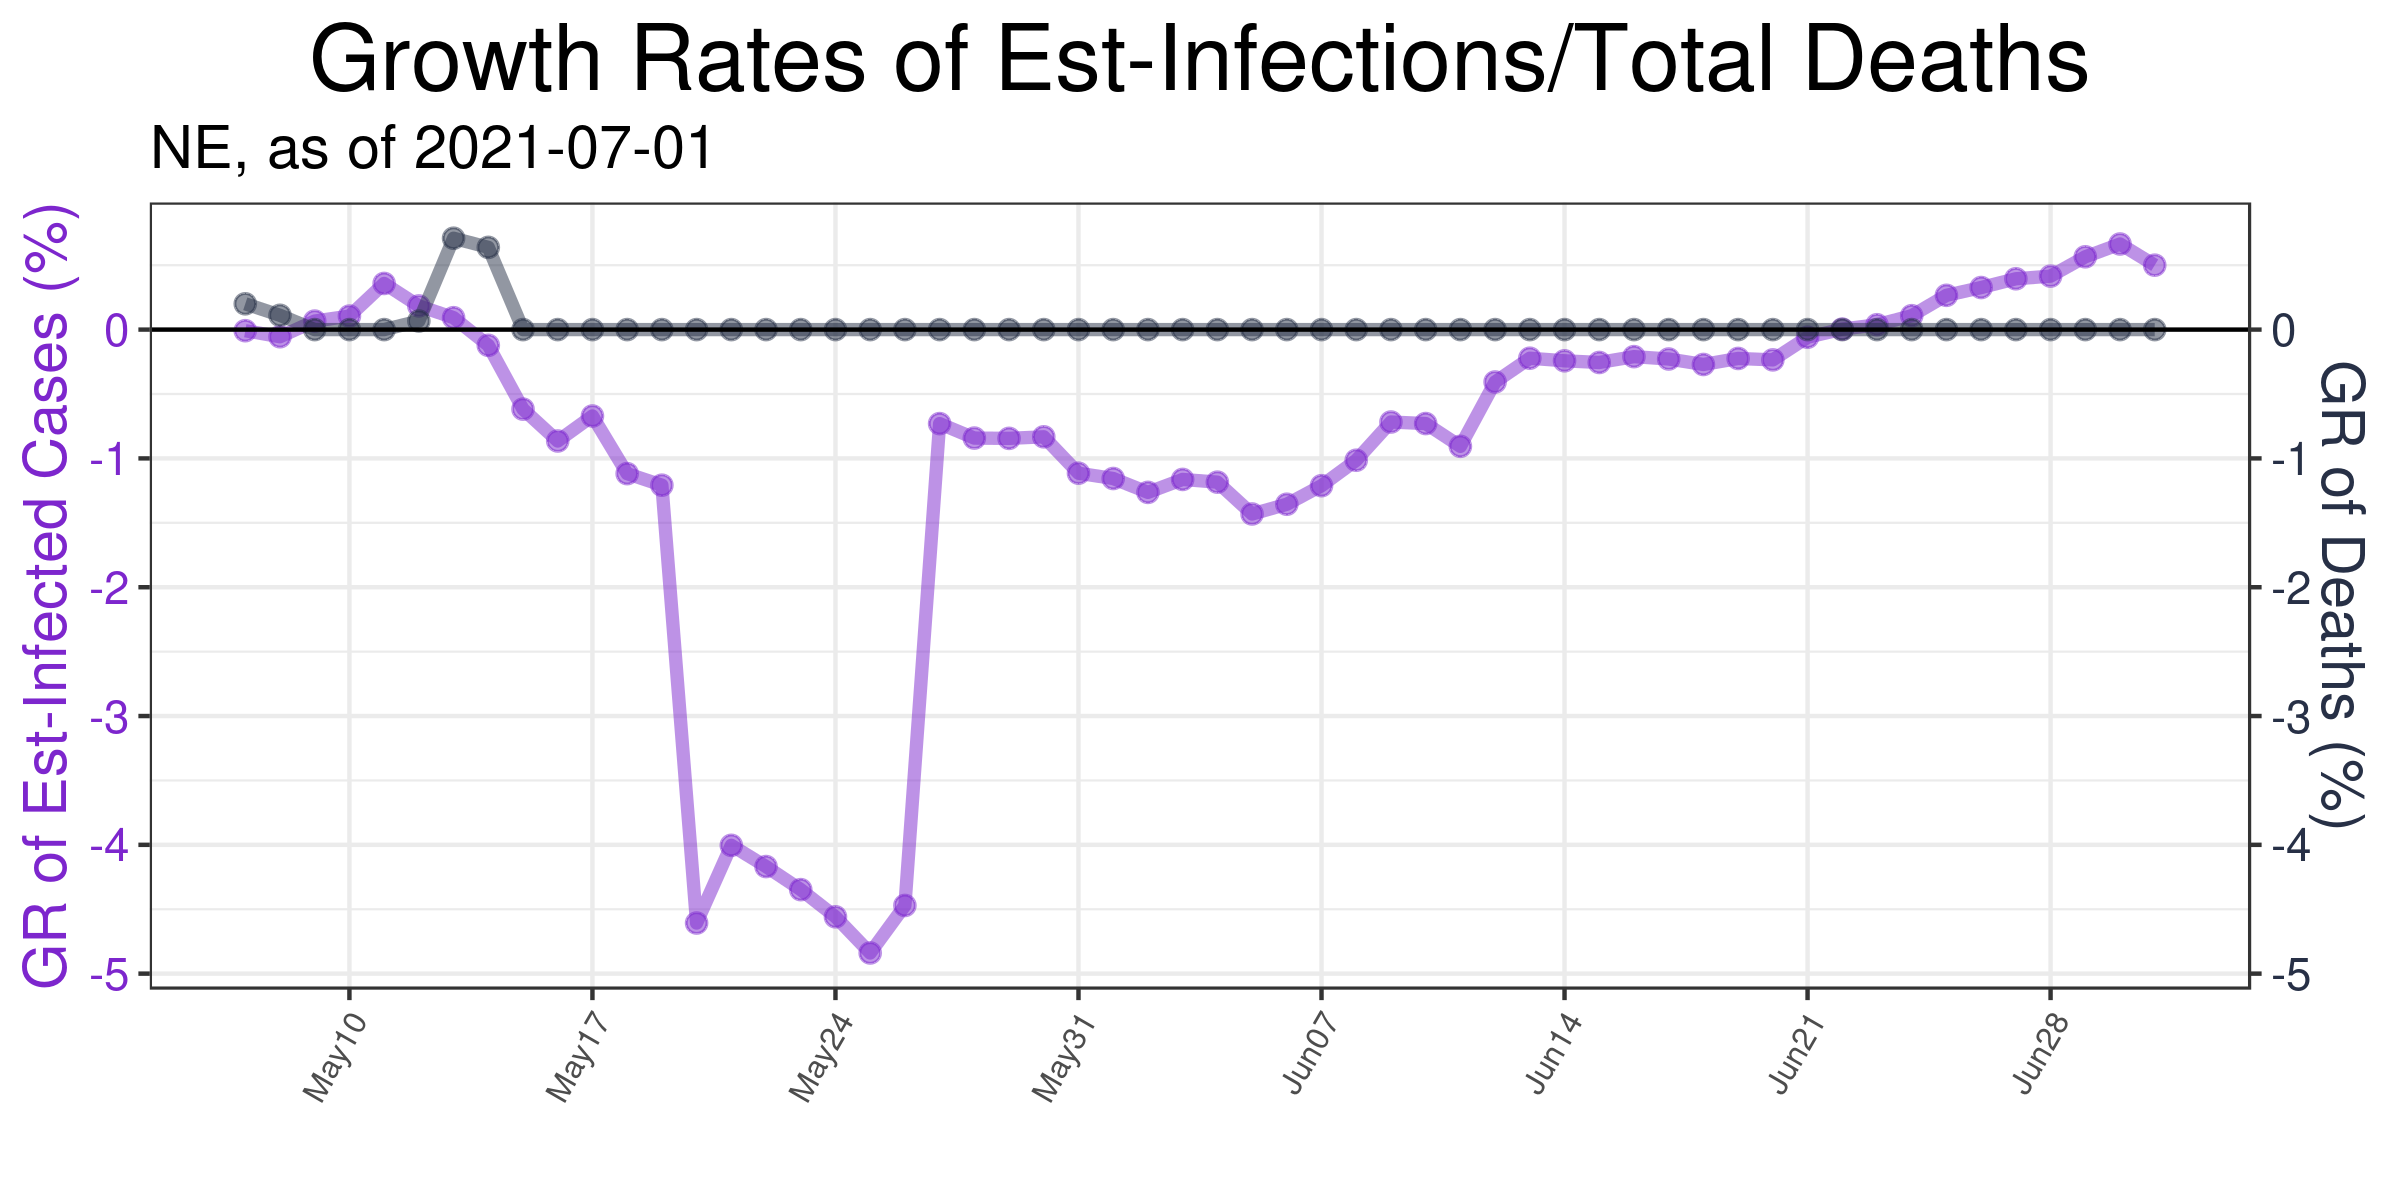 Growth Rates of Est-Infections/Total Deaths
NE, as of 2021-07-01
GR of Est-Infected Cases (%)
0
-1
-2
-3
-4
-5
0
-1
-2
-3
-4
-5
GR of Deaths (%)
May10
May17
May24
May31
Jun07
Jun14
Jun21
Jun28